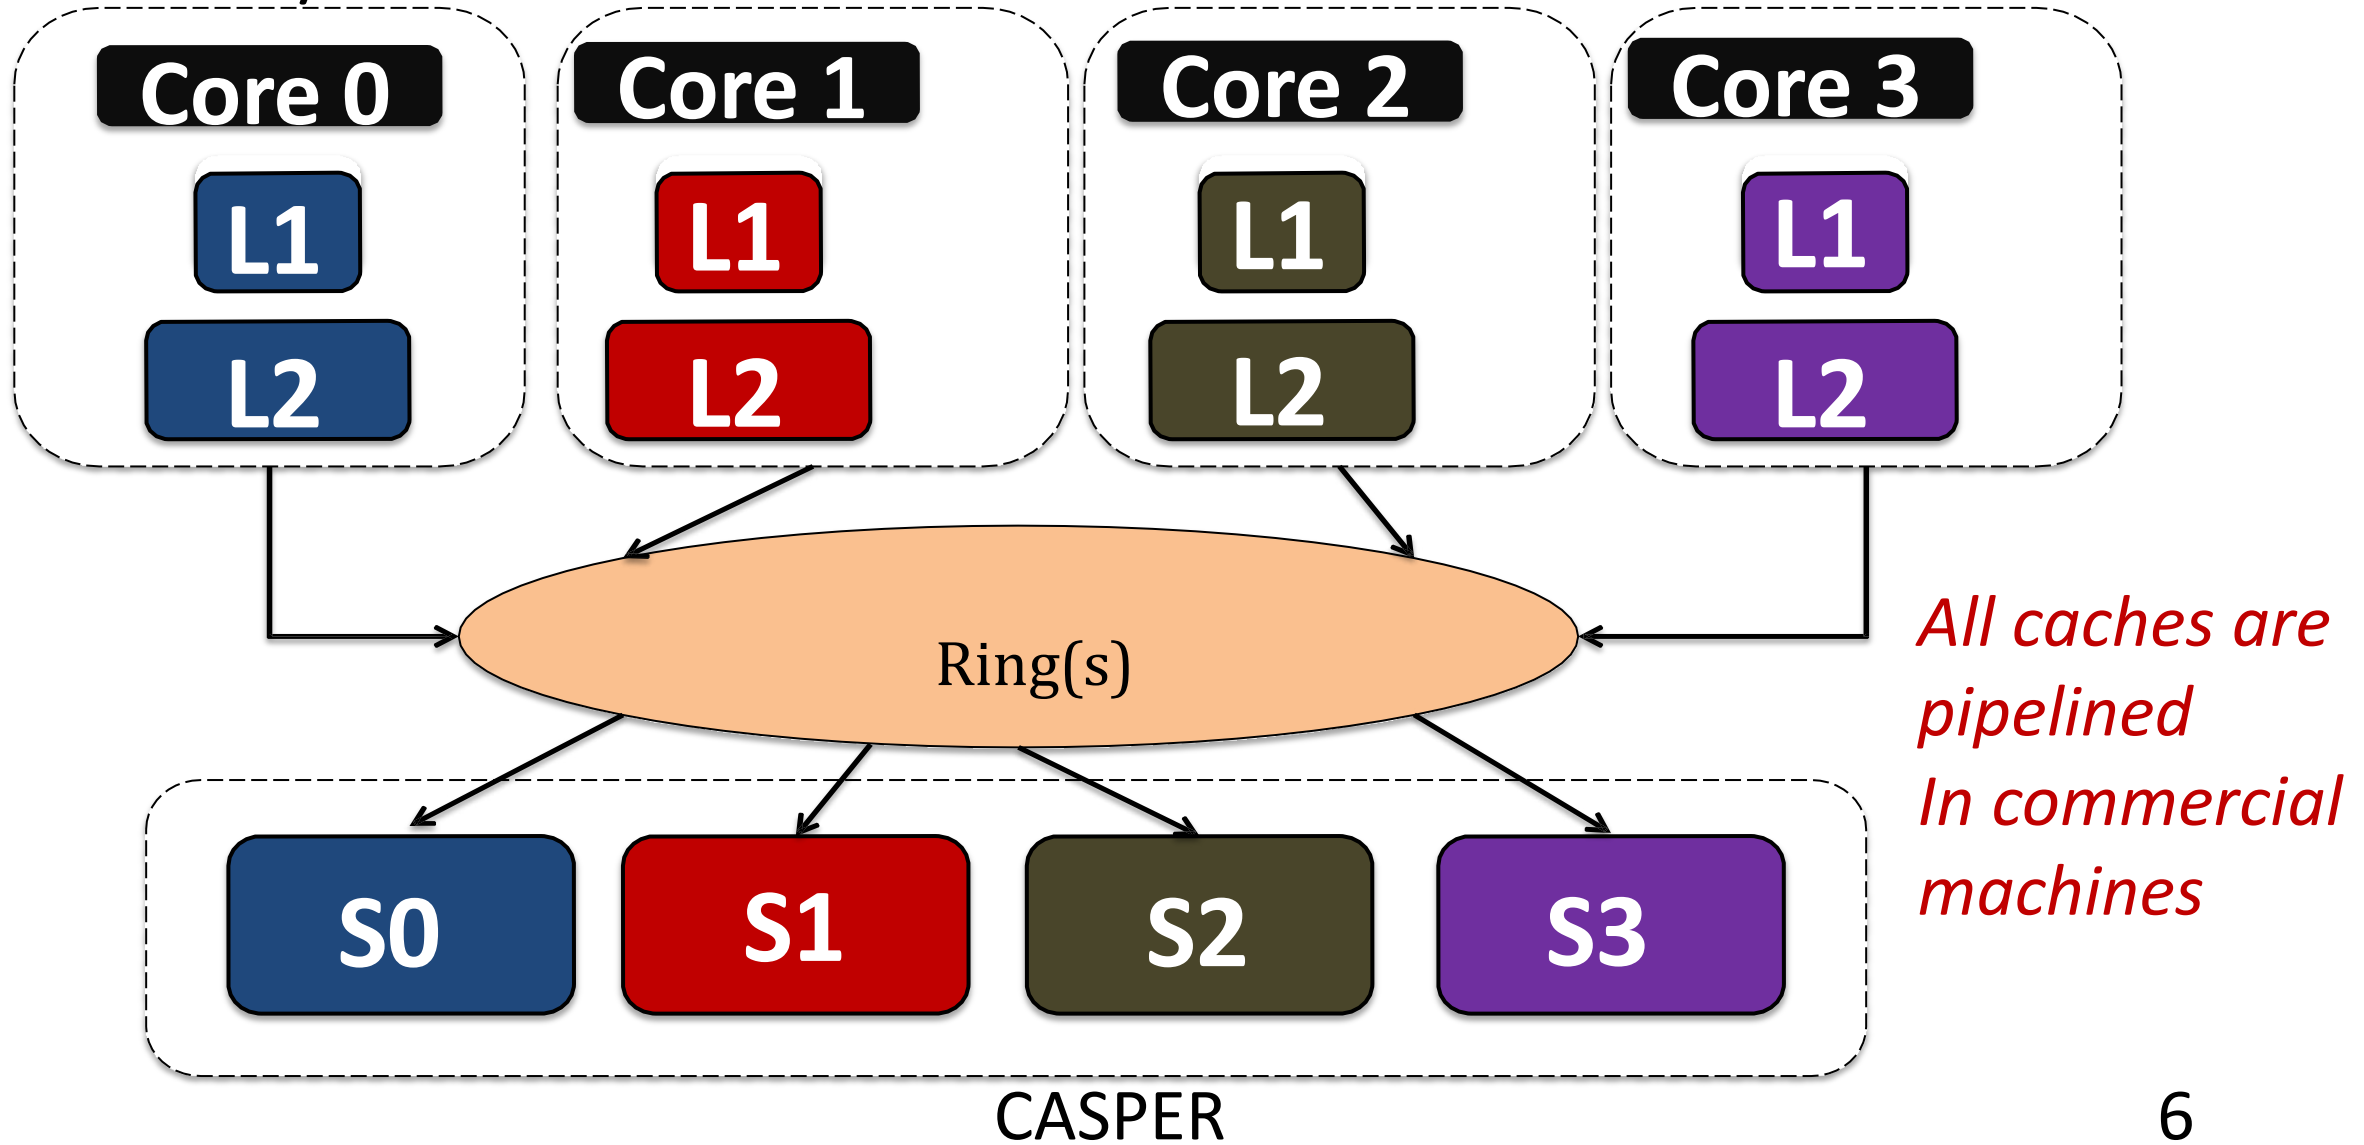 Core 0
Core 1
Core 2
Core 3
L1
L1
L1
L1
L2
L2
L2
L2
Ring(s)
All caches are
pipelined
In commercial
machines
S0
S1
S2
S3
CASPER
6